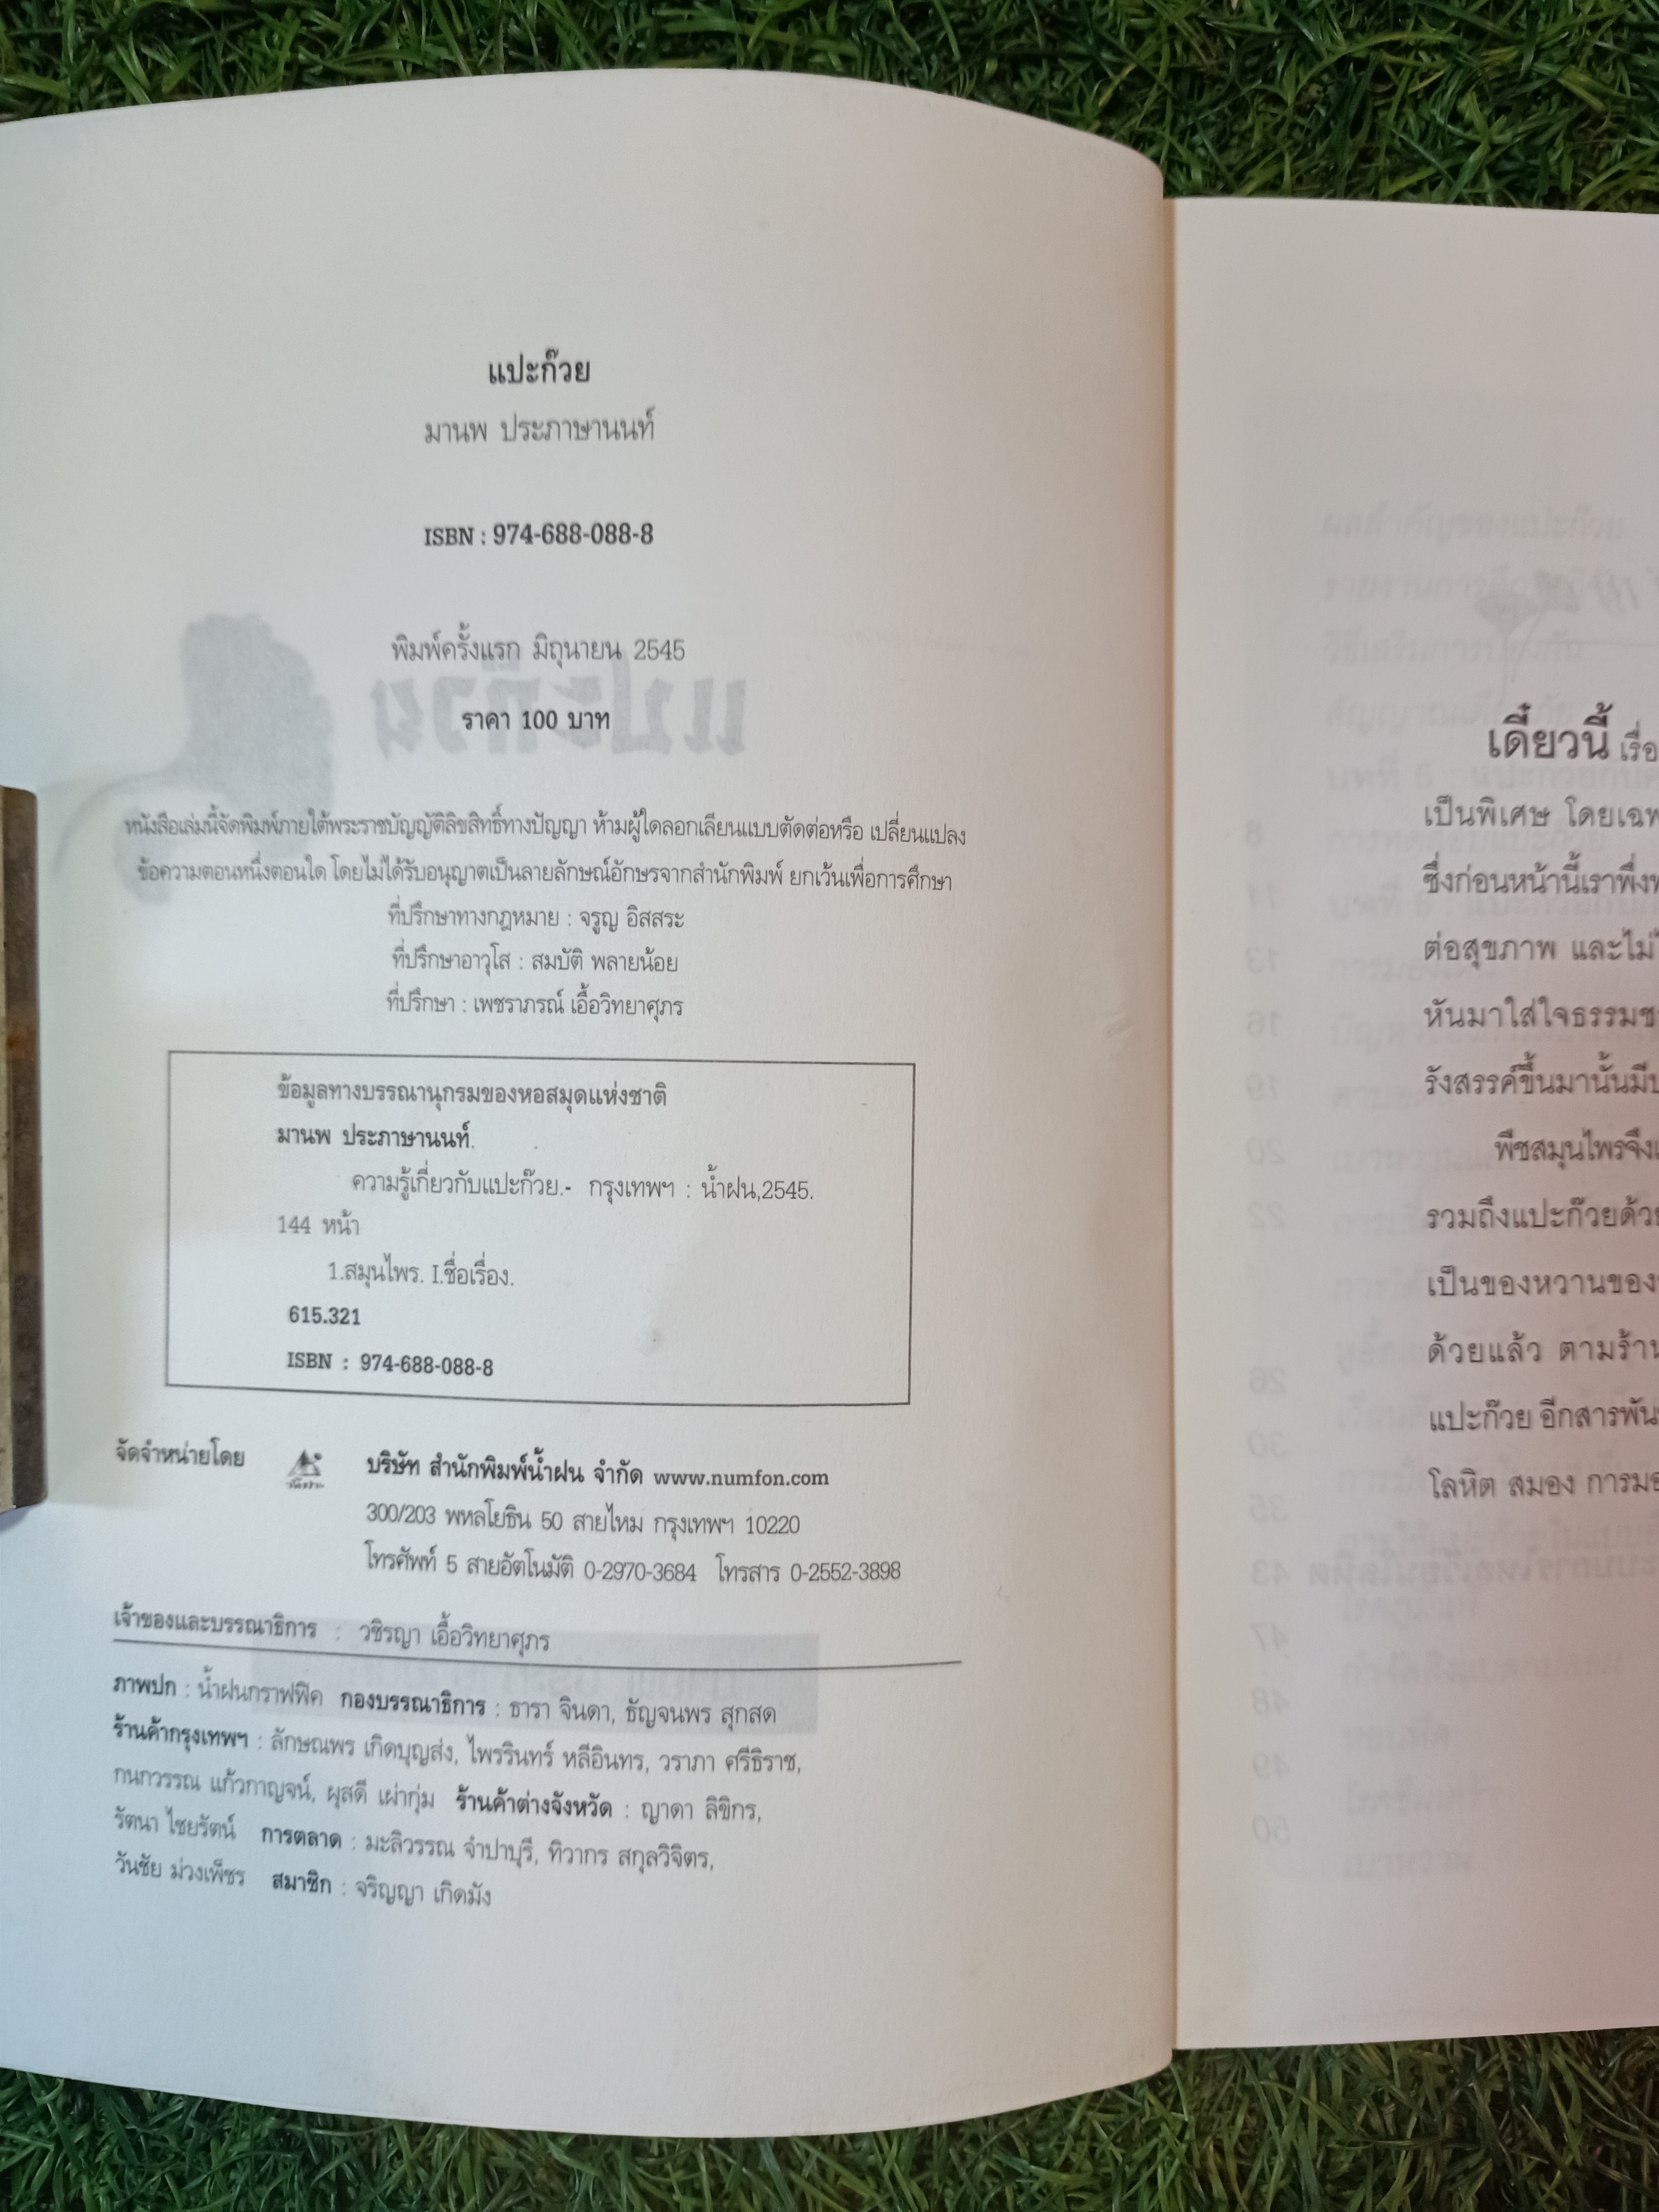 แปะก๊วย
มานพ ประภาษานนท์
ISBN : 974-688-088-8
พิมพ์ครั้งแรก มิถุนายน 2545
ราคา 100 บาท
หนังสือเล่มนี้จัดพิมพ์ภายใต้พระราชบัญญัติลิขสิทธิ์ทางปัญญา ห้ามผู้ใดลอกเลียนแบบตัดต่อหรือ เปลี่ยนแปลง
ข้อความตอนหนึ่งตอนใด โดยไม่ได้รับอนุญาตเป็นลายลักษณ์อักษรจากสำนักพิมพ์ ยกเว้นเพื่อการศึกษา
ที่ปรึกษาทางกฎหมาย : จรูญ อิสสระ
ที่ปรึกษาอาวุโส : สมบัติ พลายน้อย
ที่ปรึกษา : เพชราภรณ์ เอื้อวิทยาศุภร
ข้อมูลทางบรรณานุกรมของหอสมุดแห่งชาติ
มานพ ประภาษานนท์.
ความรู้เกี่ยวกับแปะก๊วย.- กรุงเทพฯ : น้ำฝน,2545.
144 หน้า
1.สมุนไพร. I.ชื่อเรื่อง.
615.321
ISBN : 974-688-088-8
จัดจำหน่ายโดย บริษัท สำนักพิมพ์น้ำฝน จำกัด www.numfon.com
300/203 พหลโยธิน 50 สายไหม กรุงเทพฯ 10220
โทรศัพท์ 5 สายอัตโนมัติ 0-2970-3684 โทรสาร 0-2552-3898
เจ้าของและบรรณาธิการ : วชิรญา เอื้อวิทยาศุภร
ภาพปก : น้ำฝนกราฟฟิค กองบรรณาธิการ : ธารา จินดา, ธัญจนพร สุกสด
ร้านค้ากรุงเทพฯ : ลักษณพร เกิดบุญส่ง, ไพรรินทร์ หลีอินทร, วราภา ศรีธิราช,
กนกวรรณ แก้วกาญจน์, ผุสดี เผ่ากุ่ม ร้านค้าต่างจังหวัด : ญาดา ลิขิกร,
รัตนา ไชยรัตน์ การตลาด : มะลิวรรณ จำปาบุรี, ทิวากร สกุลวิจิตร,
วันชัย ม่วงเพ็ชร สมาชิก : จริญญา เกิดมัง
เดี๋ยวนี้ เรื่อ
เป็นพิเศษ โดยเฉพ
ซึ่งก่อนหน้านี้เราพึ่งพ
ต่อสุขภาพ และไม่
หันมาใส่ใจธรรมช
รังสรรค์ขึ้นมานั้นมี
พืชสมุนไพรจึง
รวมถึงแปะก๊วยด้วย
เป็นของหวานของ
ด้วยแล้ว ตามร้าน
แปะก๊วย อีกสารพัน
โลหิต สมอง การมอ